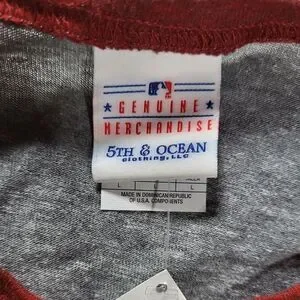 GENUINE
MERCHANDISE
5TH & OCEAN
clothing, LLC
L L
MADE IN DOMINICAN REPUBLIC
OF U.S.A. COMPONENTS